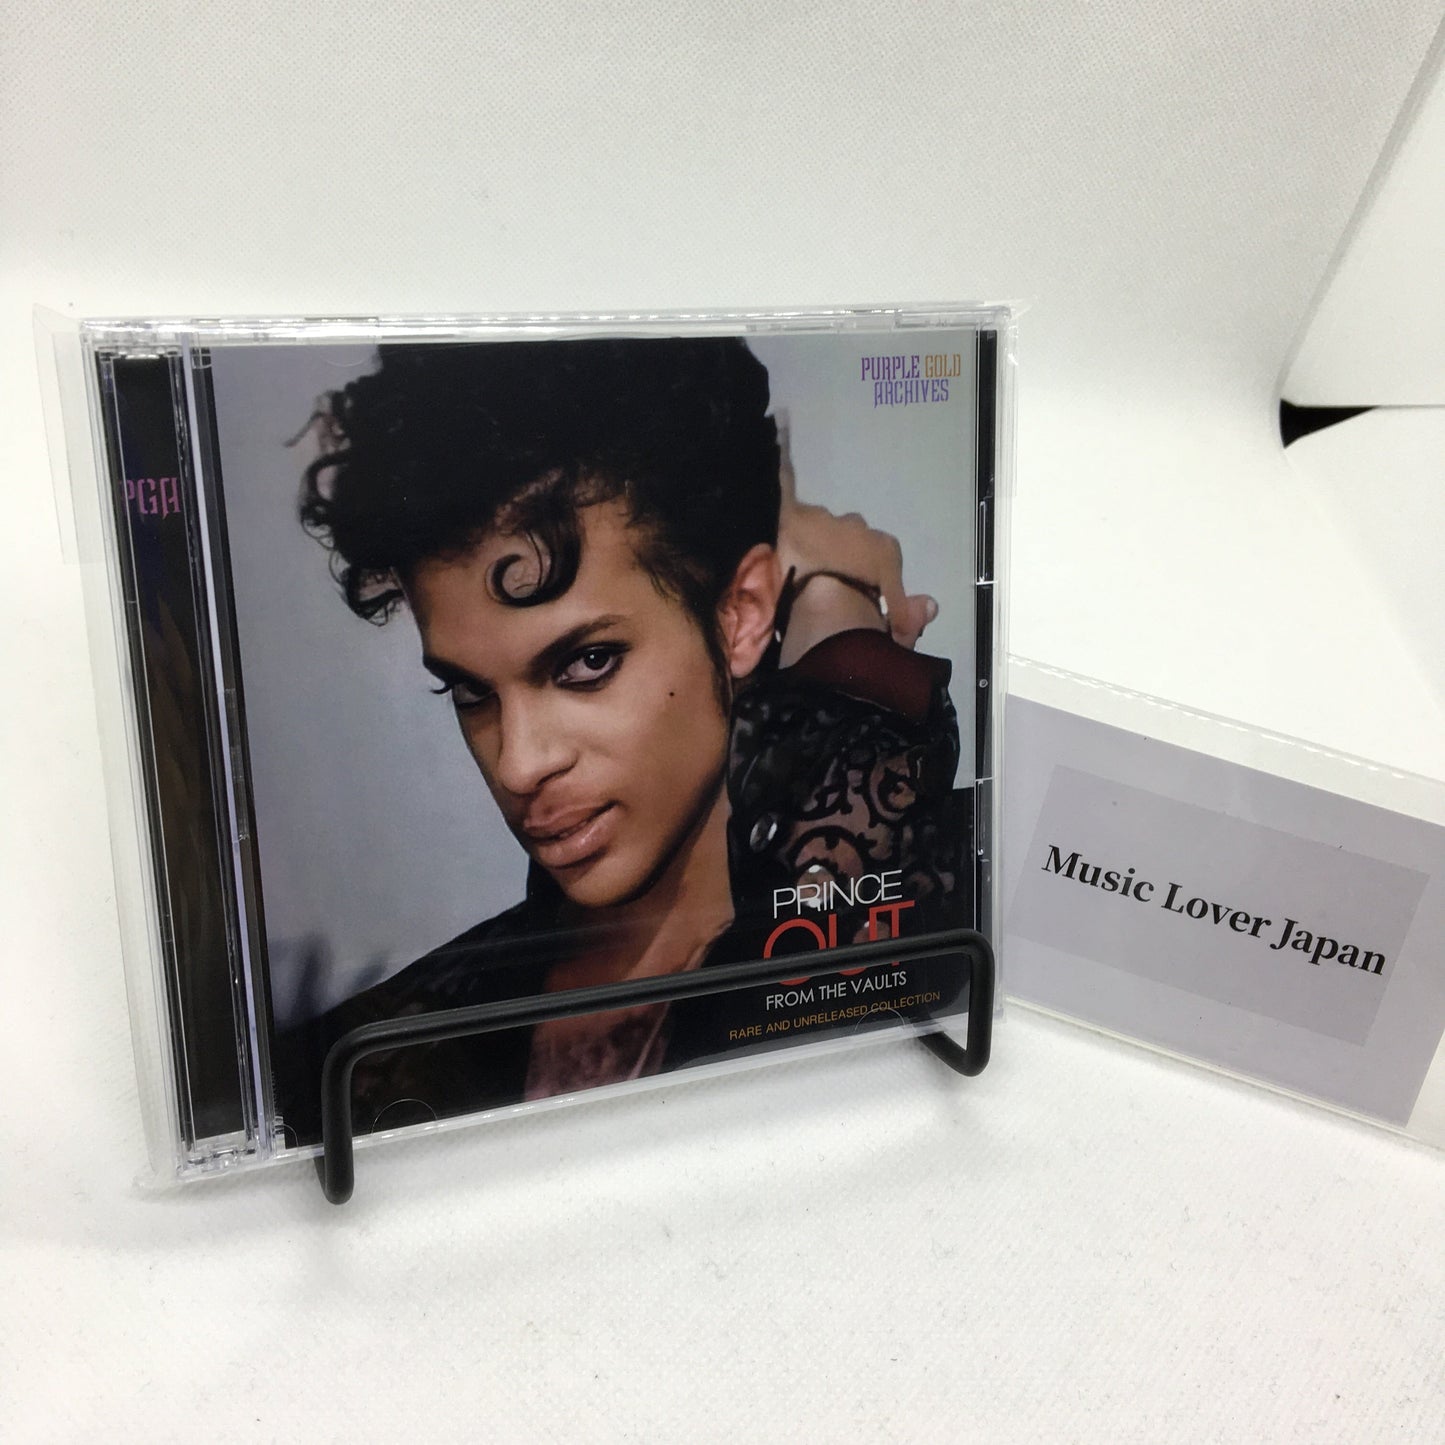 PURPLE GOLD
ARCHIVES
PGA
PRINCE
OUT
FROM THE VAULTS
RARE AND UNRELEASED COLLECTION
Music Lover Japan